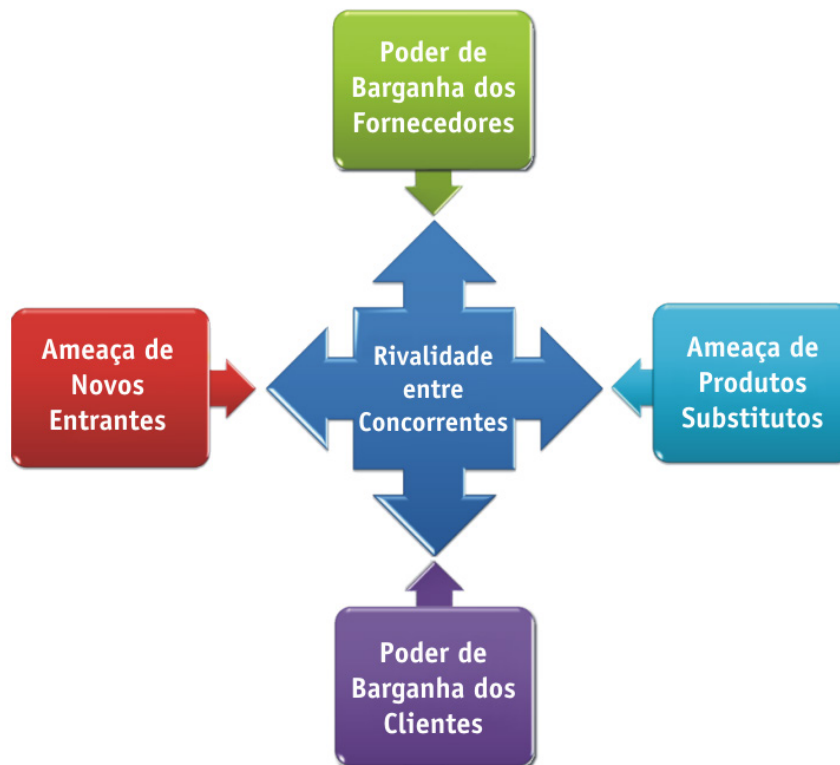 Poder de
Barganha dos
Fornecedores
Ameaça de
Novos
Entrantes
Rivalidade
entre
Concorrentes
Ameaça de
Produtos
Substitutos
Poder de
Barganha dos
Clientes